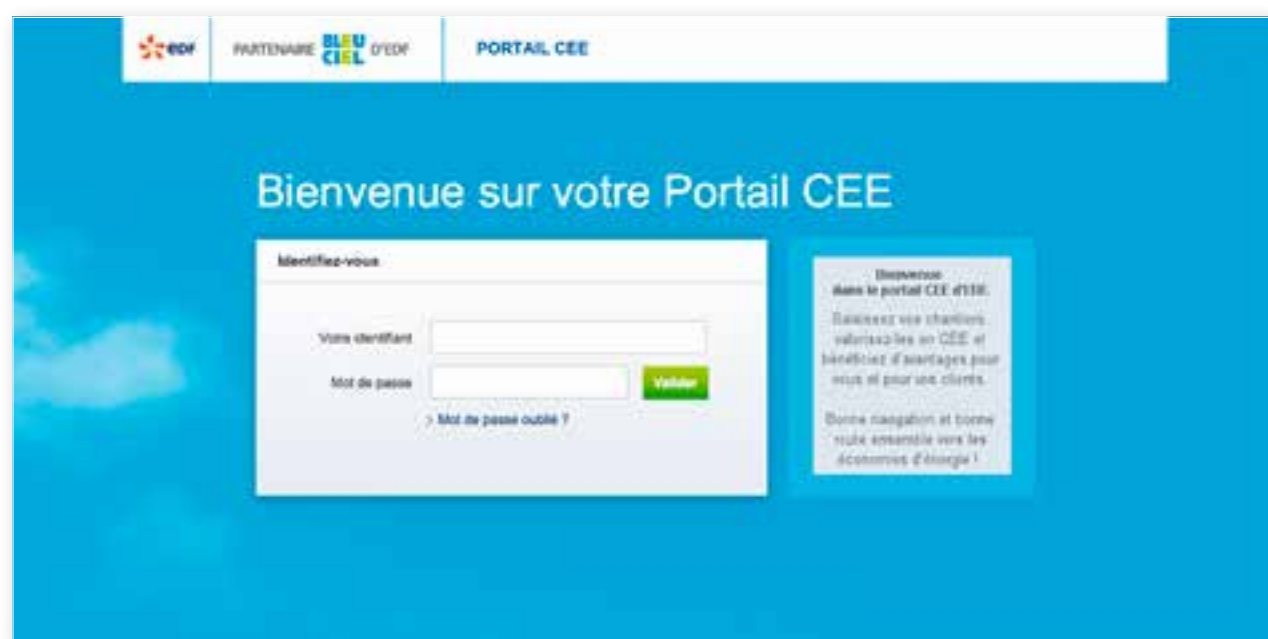 edf
PARTENAIRE BLEU CIEL D'EDF
PORTAIL CEE
Bienvenue sur votre Portail CEE
Identifiez-vous
Votre identifiant
Mot de passe
Valider
> Mot de passe oublié ?
Bienvenue
dans le portail CEE d'EDF.
Saisissez vos chantiers,
valorisez-les en CEE et
bénéficiez d'avantages pour
vous et pour vos clients.
Bonne navigation et bonne
route ensemble vers les
économies d'énergie !